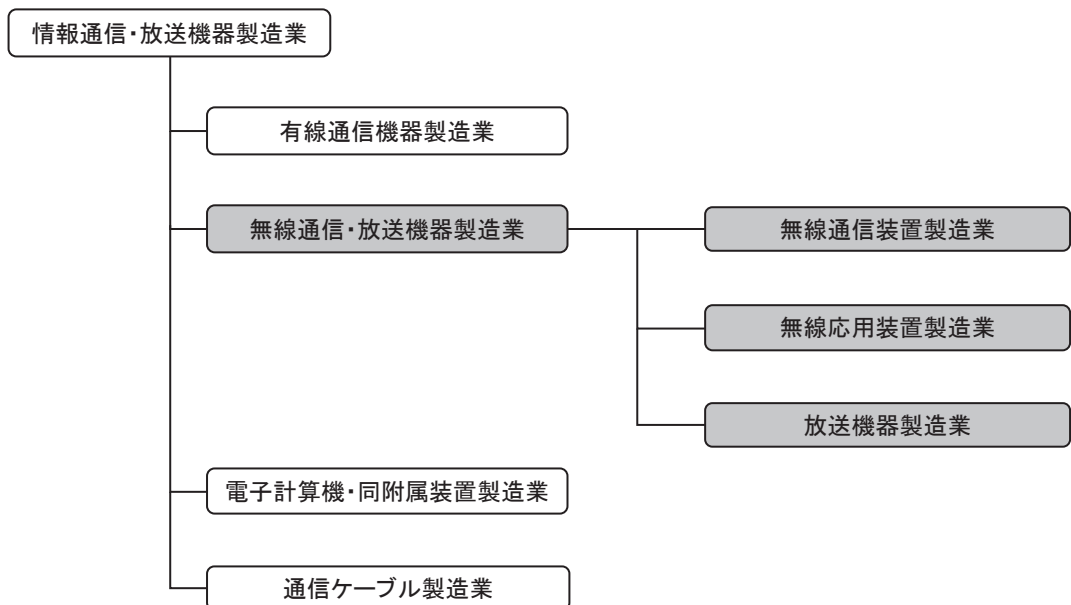 情報通信・放送機器製造業
有線通信機器製造業
無線通信・放送機器製造業
無線通信装置製造業
無線応用装置製造業
放送機器製造業
電子計算機・同附属装置製造業
通信ケーブル製造業